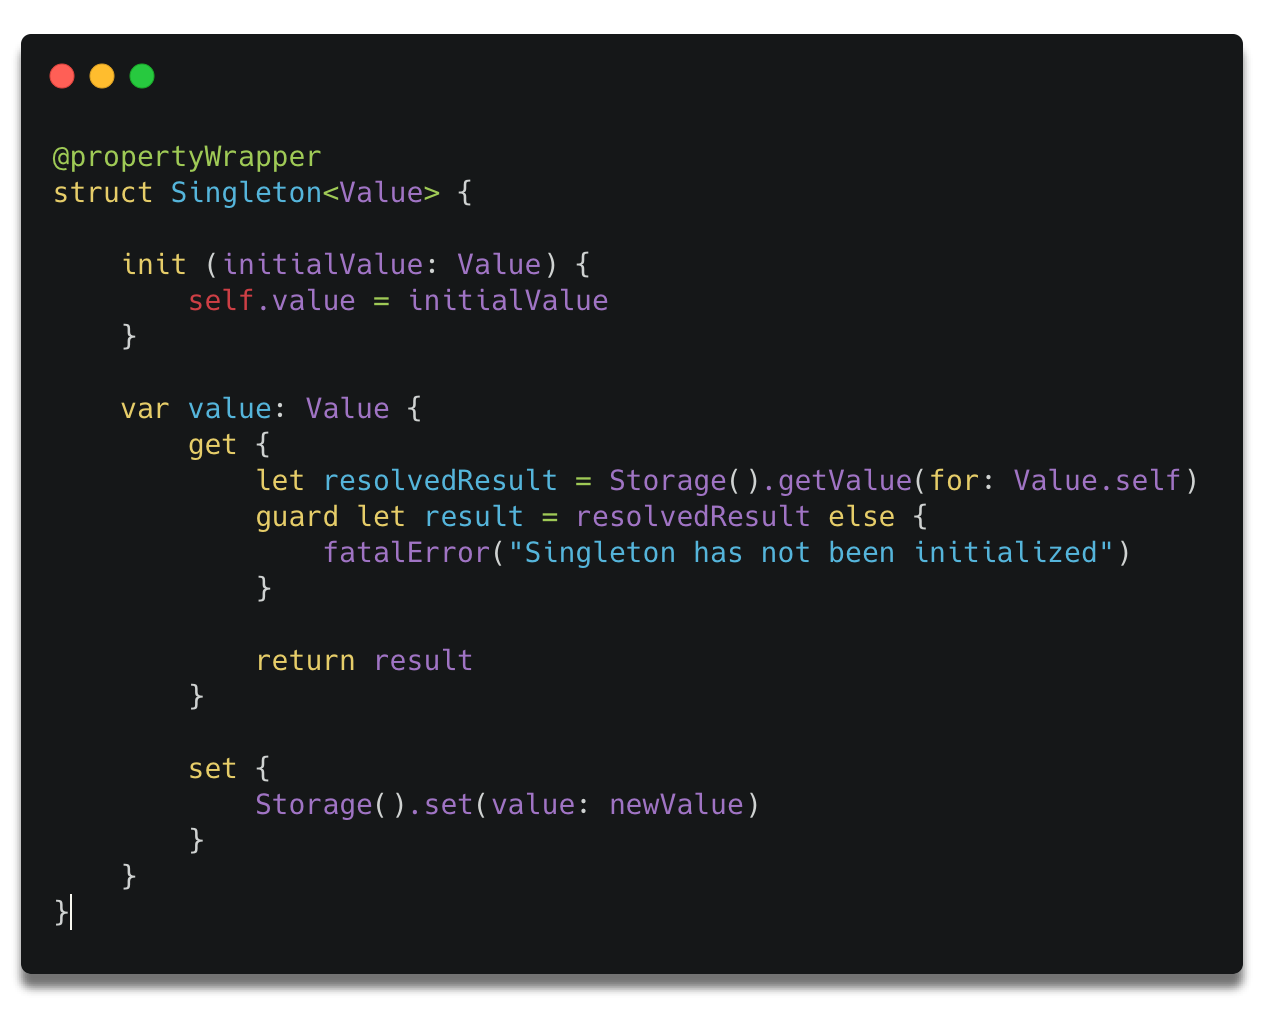 @propertyWrapper
struct Singleton<Value> {
init (initialValue: Value) {
self.value = initialValue
}
var value: Value {
get {
let resolvedResult = Storage().getValue(for: Value.self)
guard let result = resolvedResult else {
fatalError("Singleton has not been initialized")
}
return result
}
set {
Storage().set(value: newValue)
}
}
}